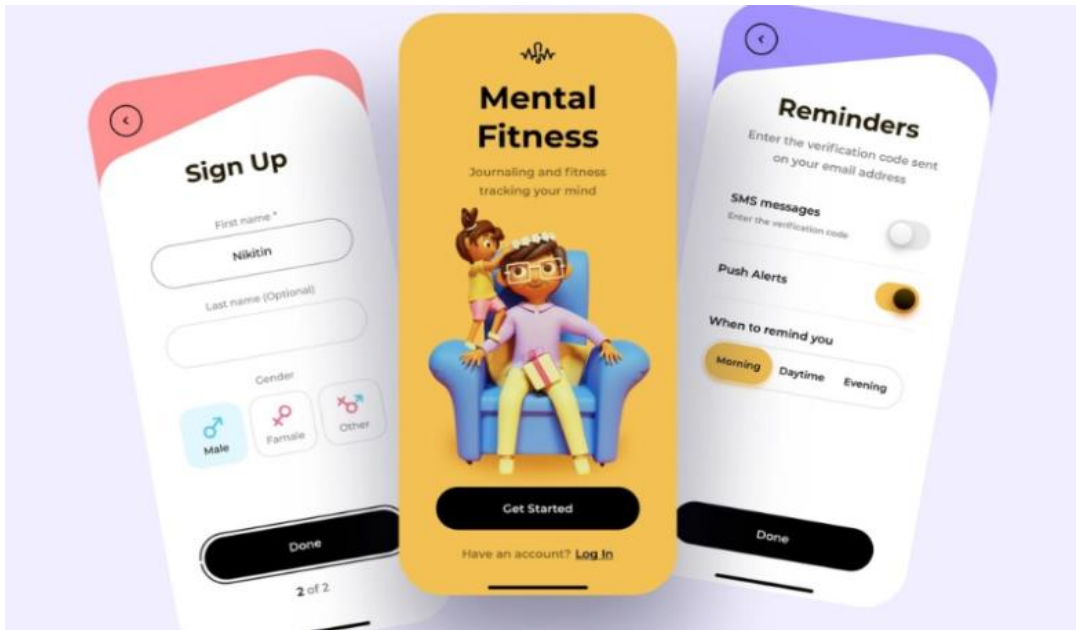 Sign Up
First name *
Nikitin
Last name (Optional)
Gender
Male
Famale
Other
Done
2 of 2
Mental
Fitness
Journaling and fitness
tracking your mind
Get Started
Have an account? Log In
Reminders
Enter the verification code sent
on your email address
SMS messages
Enter the verification code
Push Alerts
When to remind you
Morning Daytime Evening
Done